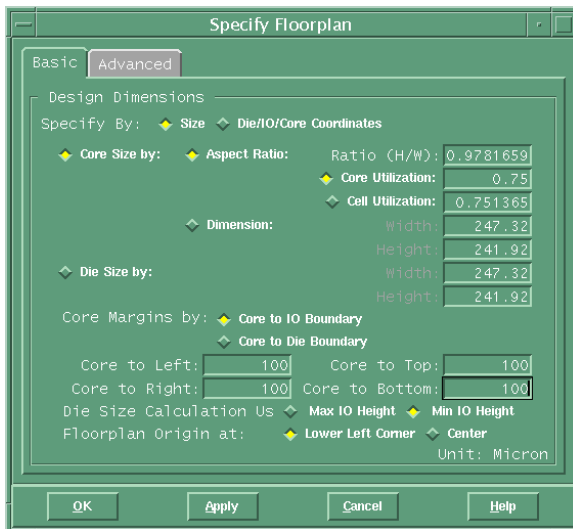 Specify Floorplan
Basic Advanced
Design Dimensions
Specify By: Size Die/IO/Core Coordinates
Core Size by: Aspect Ratio: Ratio (H/W): 0.9781659
Core Utilization: 0.75
Cell Utilization: 0.751365
Dimension: Width: 247.32
Height: 241.92
Die Size by: Width: 247.32
Height: 241.92
Core Margins by: Core to IO Boundary
Core to Die Boundary
Core to Left: 100 Core to Top: 100
Core to Right: 100 Core to Bottom: 100
Die Size Calculation Us Max IO Height Min IO Height
Floorplan Origin at: Lower Left Corner Center
Unit: Micron
OK Apply Cancel Help